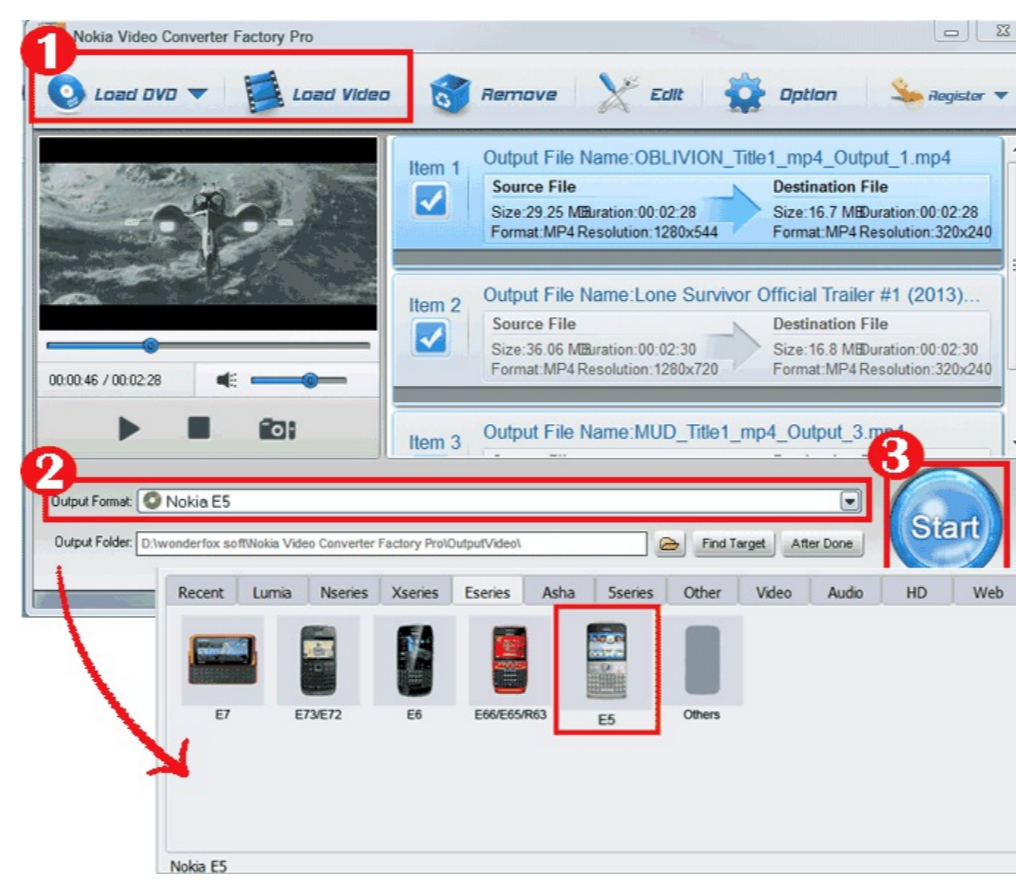 1
Nokia Video Converter Factory Pro
Load DVD
Load Video
Remove
Edit
Option
Register
Item 1
Output File Name:OBLIVION_Title1_mp4_Output_1.mp4
Source File
Destination File
Size:29.25 MB Duration:00:02:28
Size:16.7 MB Duration:00:02:28
Format:MP4 Resolution:1280x544
Format:MP4 Resolution:320x240
Item 2
Output File Name:Lone Survivor Official Trailer #1 (2013)...
Source File
Destination File
Size:36.06 MB Duration:00:02:30
Size:16.8 MB Duration:00:02:30
Format:MP4 Resolution:1280x720
Format:MP4 Resolution:320x240
00:00:46 / 00:02:28
Item 3
Output File Name:MUD_Title1_mp4_Output_3.mp4
2
3
Output Format: Nokia E5
Start
Output Folder: D:\wonderfox soft\Nokia Video Converter Factory Pro\OutputVideo\
Find Target
After Done
Recent Lumia Nseries Xseries Eseries Asha 5series Other Video Audio HD Web
E7 E73/E72 E6 E66/E65/R63 E5 Others
Nokia E5